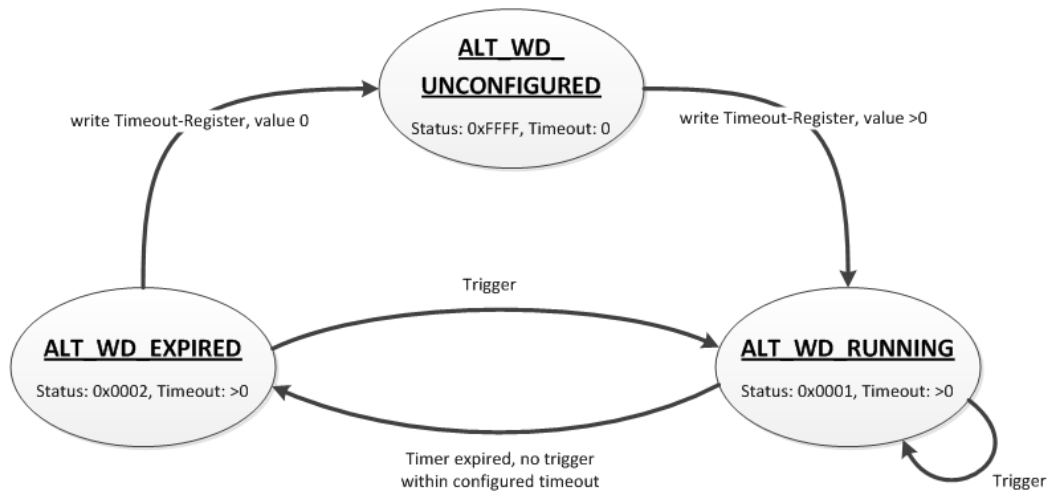 ALT_WD_
UNCONFIGURED
Status: 0xFFFF, Timeout: 0
write Timeout-Register, value 0
write Timeout-Register, value >0
Trigger
ALT_WD_EXPIRED
Status: 0x0002, Timeout: >0
ALT_WD_RUNNING
Status: 0x0001, Timeout: >0
Timer expired, no trigger
within configured timeout
Trigger